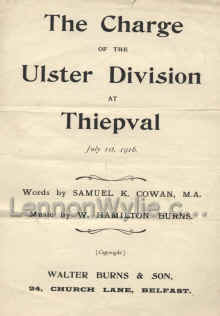 The Charge
OF THE
Ulster Division
AT
Thiepval
July 1st, 1916.
Words by SAMUEL K. COWAN, M.A.
LennonWylie.c...
Music by W. HAMILTON BURNS.
[Copyright]
WALTER BURNS & SON,
24, CHURCH LANE, BELFAST.